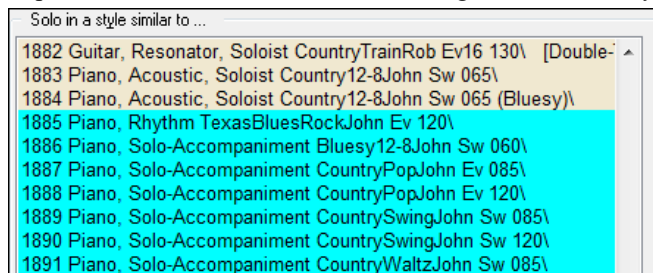 Solo in a style similar to ...
1882 Guitar, Resonator, Soloist CountryTrainRob Ev16 130\ [Double-
1883 Piano, Acoustic, Soloist Country12-8John Sw 065\
1884 Piano, Acoustic, Soloist Country12-8John Sw 065 (Bluesy)\
1885 Piano, Rhythm TexasBluesRockJohn Ev 120\
1886 Piano, Solo-Accompaniment Bluesy12-8John Sw 060\
1887 Piano, Solo-Accompaniment CountryPopJohn Ev 085\
1888 Piano, Solo-Accompaniment CountryPopJohn Ev 120\
1889 Piano, Solo-Accompaniment CountrySwingJohn Sw 085\
1890 Piano, Solo-Accompaniment CountrySwingJohn Sw 120\
1891 Piano, Solo-Accompaniment CountryWaltzJohn Sw 085\